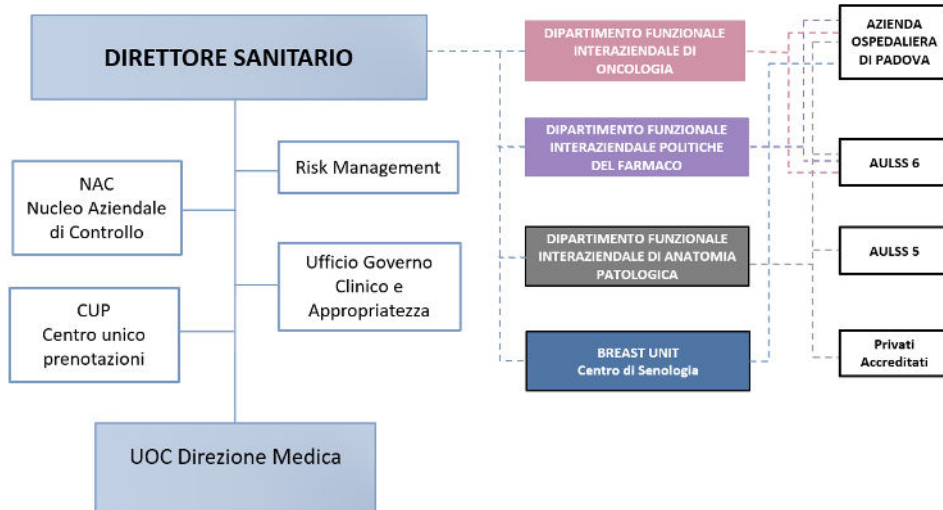 DIRETTORE SANITARIO
NAC
Nucleo Aziendale
di Controllo
Risk Management
CUP
Centro unico
prenotazioni
Ufficio Governo
Clinico e
Appropriatezza
UOC Direzione Medica
DIPARTIMENTO FUNZIONALE
INTERAZIENDALE DI
ONCOLOGIA
DIPARTIMENTO FUNZIONALE
INTERAZIENDALE POLITICHE
DEL FARMACO
DIPARTIMENTO FUNZIONALE
INTERAZIENDALE DI ANATOMIA
PATOLOGICA
BREAST UNIT
Centro di Senologia
AZIENDA
OSPEDALIERA
DI PADOVA
AULSS 6
AULSS 5
Privati
Accreditati